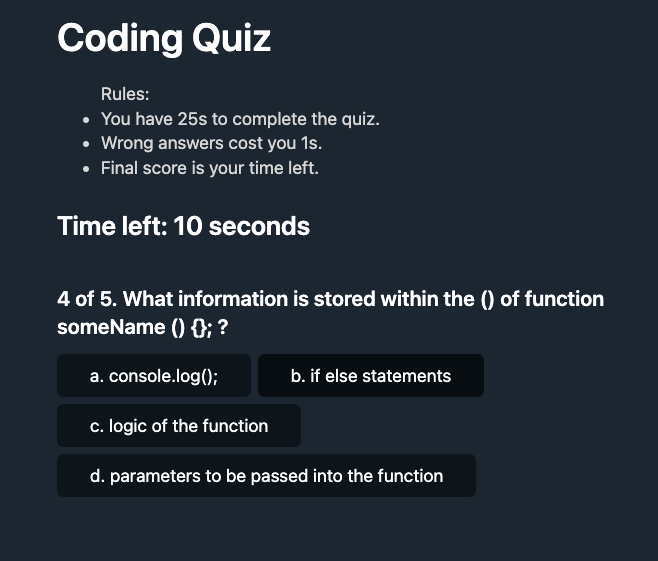 Coding Quiz
Rules:
You have 25s to complete the quiz.
Wrong answers cost you 1s.
Final score is your time left.
Time left: 10 seconds
4 of 5. What information is stored within the () of function
someName () {}; ?
a. console.log();
b. if else statements
c. logic of the function
d. parameters to be passed into the function